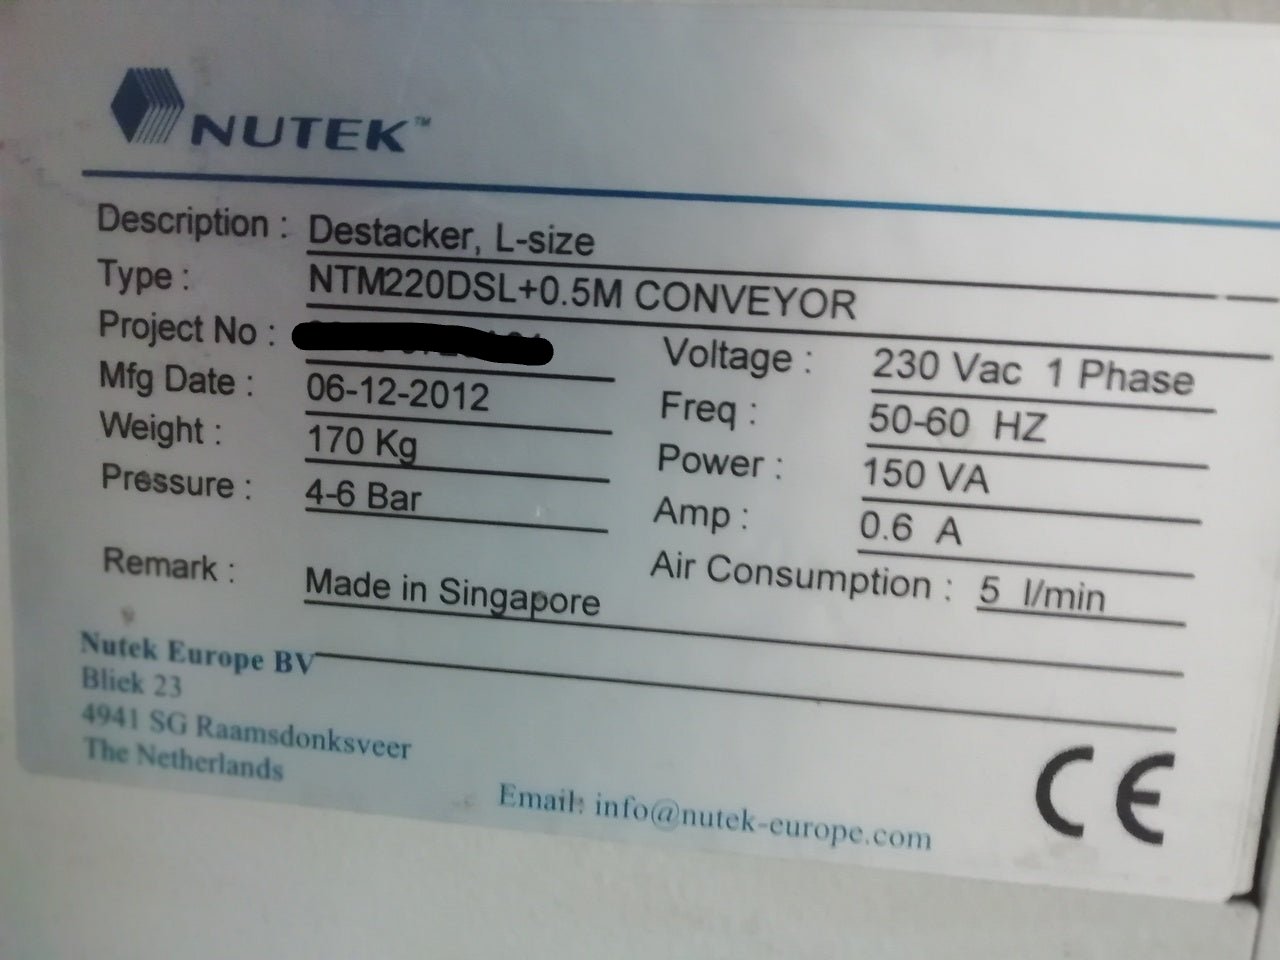 NUTEK™
Description : Destacker, L-size
Type : NTM220DSL+0.5M CONVEYOR
Project No :
Mfg Date : 06-12-2012
Weight : 170 Kg
Pressure : 4-6 Bar
Voltage : 230 Vac 1 Phase
Freq : 50-60 HZ
Power : 150 VA
Amp : 0.6 A
Air Consumption : 5 l/min
Remark : Made in Singapore
Nutek Europe BV
Bliek 23
4941 SG Raamsdonksveer
The Netherlands
Email: info@nutek-europe.com
CE